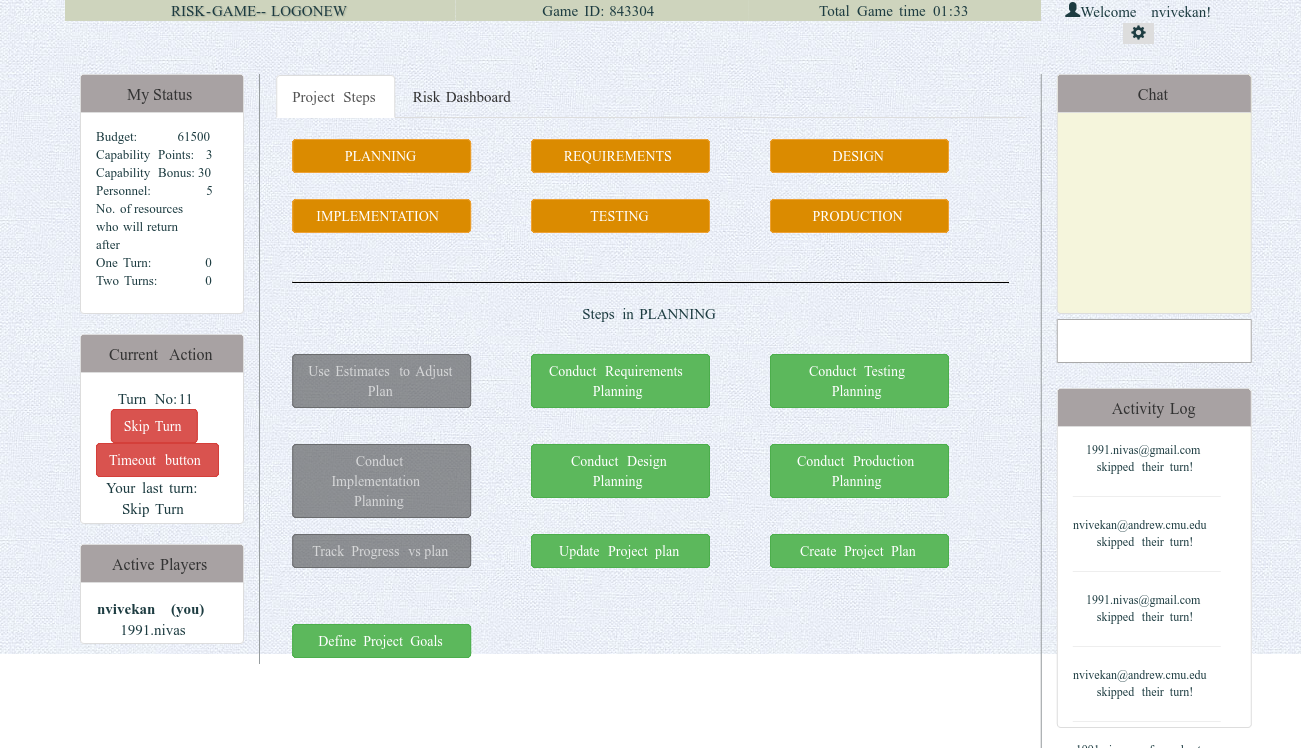 RISK-GAME-- LOGONEW
Game ID: 843304
Total Game time 01:33
Welcome nvivekan!
My Status
Budget: 61500
Capability Points: 3
Capability Bonus: 30
Personnel: 5
No. of resources
who will return
after
One Turn: 0
Two Turns: 0
Current Action
Turn No:11
Skip Turn
Timeout button
Your last turn:
Skip Turn
Active Players
nvivekan (you)
1991.nivas
Project Steps
Risk Dashboard
PLANNING
REQUIREMENTS
DESIGN
IMPLEMENTATION
TESTING
PRODUCTION
Steps in PLANNING
Use Estimates to Adjust
Plan
Conduct Requirements
Planning
Conduct Testing
Planning
Conduct
Implementation
Planning
Conduct Design
Planning
Conduct Production
Planning
Track Progress vs plan
Update Project plan
Create Project Plan
Define Project Goals
Chat
Activity Log
1991.nivas@gmail.com
skipped their turn!
nvivekan@andrew.cmu.edu
skipped their turn!
1991.nivas@gmail.com
skipped their turn!
nvivekan@andrew.cmu.edu
skipped their turn!